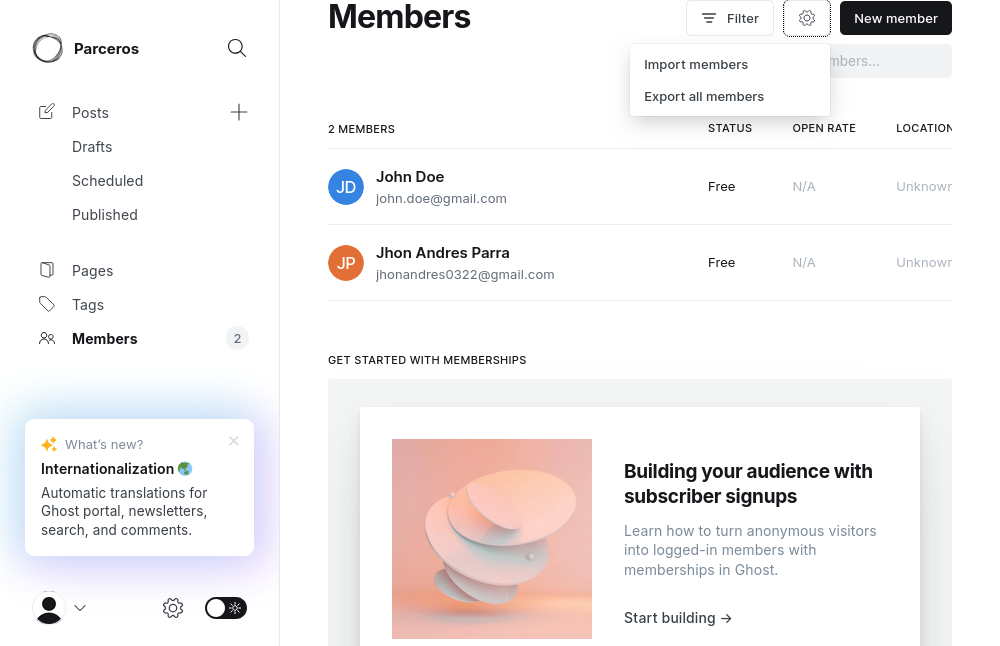 Parceros
Posts
Drafts
Scheduled
Published
Pages
Tags
Members
2
What's new?
Internationalization
Automatic translations for
Ghost portal, newsletters,
search, and comments.
Members
Filter
New member
Import members
Export all members
2 MEMBERS
STATUS
OPEN RATE
LOCATION
JD
John Doe
john.doe@gmail.com
Free
N/A
JP
Jhon Andres Parra
jhonandres0322@gmail.com
Free
N/A
GET STARTED WITH MEMBERSHIPS
Building your audience with
subscriber signups
Learn how to turn anonymous visitors
into logged-in members with
memberships in Ghost.
Start building →